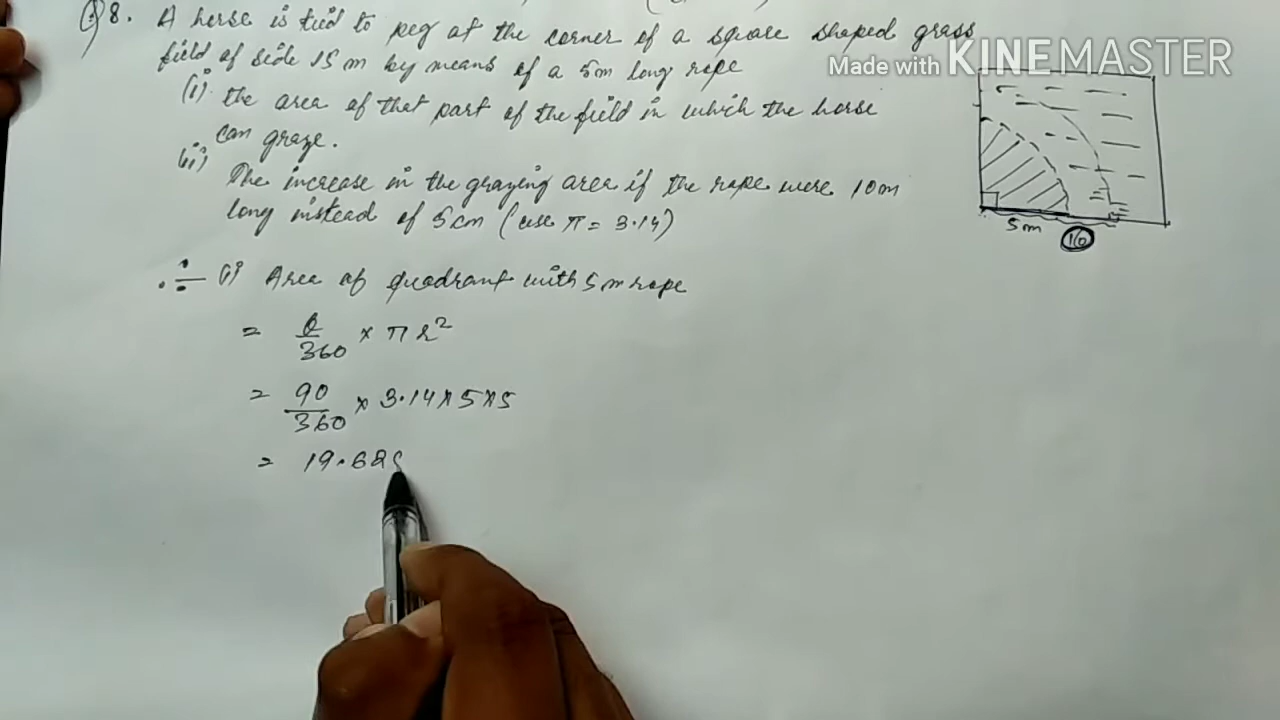 Q8. A horse is tied to peg at the corner of a square shaped grass
field of side 15 m by means of a 5m long rope
Made with KINEMASTER
(i) the area of that part of the field in which the horse
can graze.
(ii) The increase in the grazing area if the rope were 10m
long instead of 5cm (use π = 3.14)
5m
10
(i) Area of quadrant with 5 m rope
= θ/360 × π r²
= 90/360 × 3.14 × 5 × 5
= 19.62